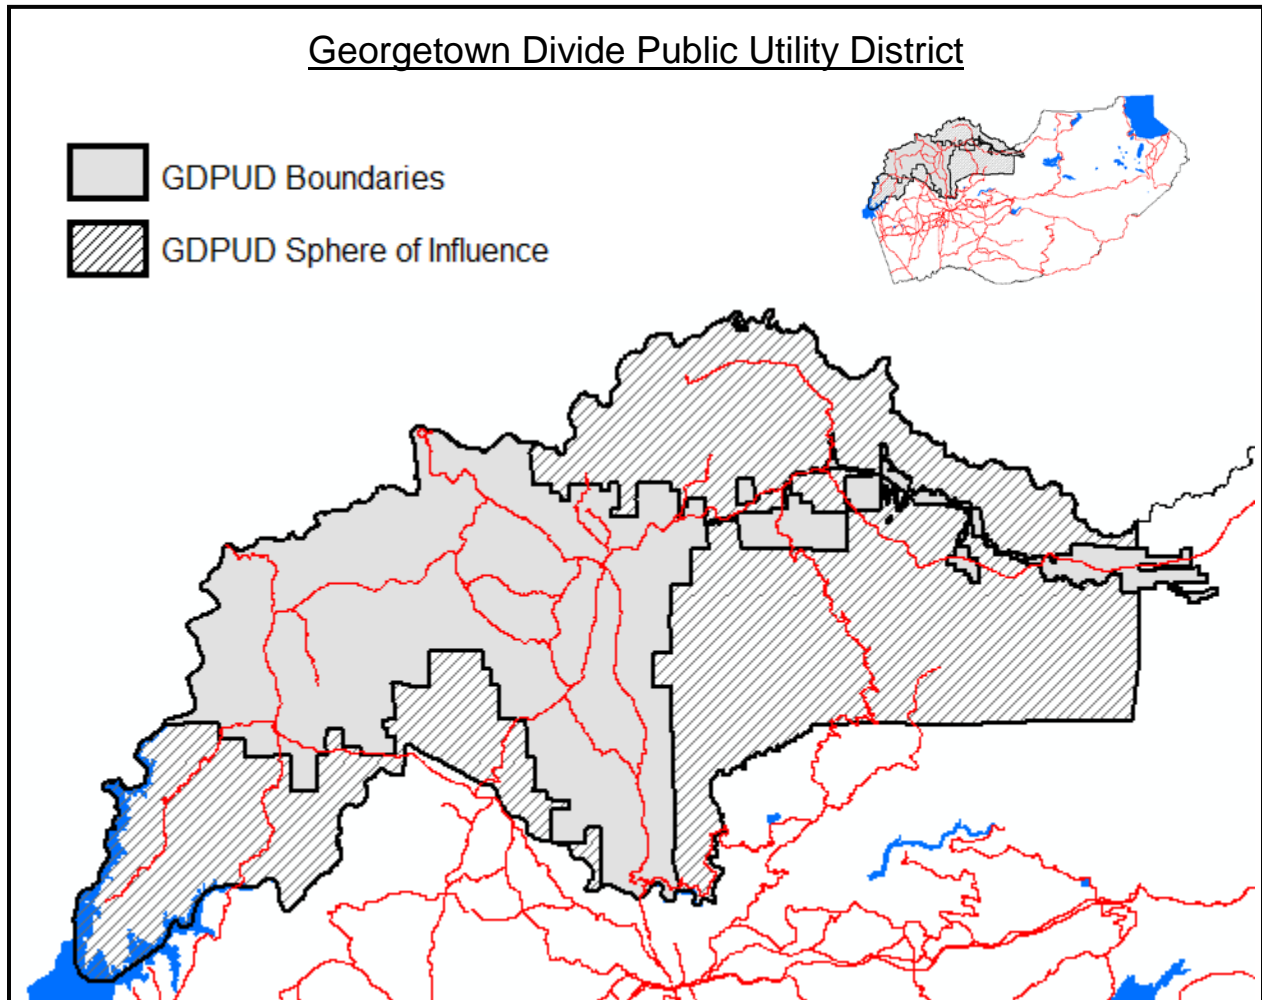 Georgetown Divide Public Utility District
GDPUD Boundaries
GDPUD Sphere of Influence